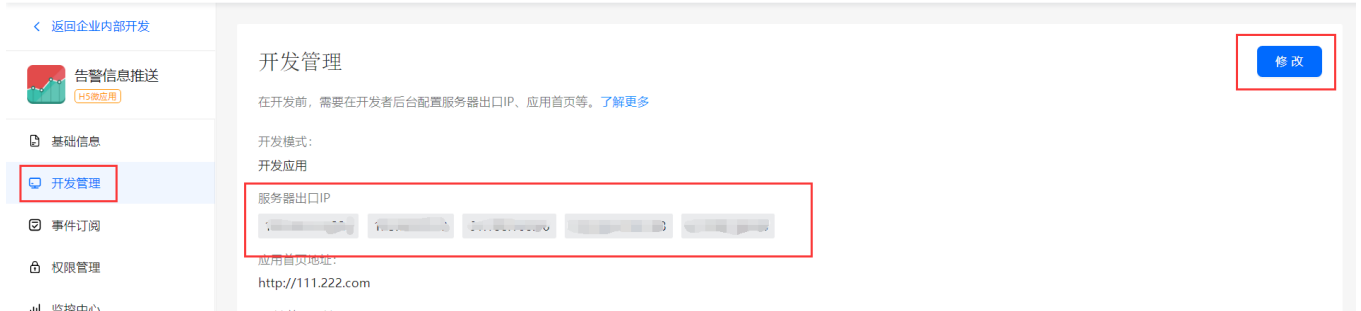 返回企业内部开发
告警信息推送
H5微应用
基础信息
开发管理
事件订阅
权限管理
监控中心
开发管理
修改
在开发前，需要在开发者后台配置服务器出口IP、应用首页等。了解更多
开发模式：
开发应用
服务器出口IP
应用首页地址：
http://111.222.com